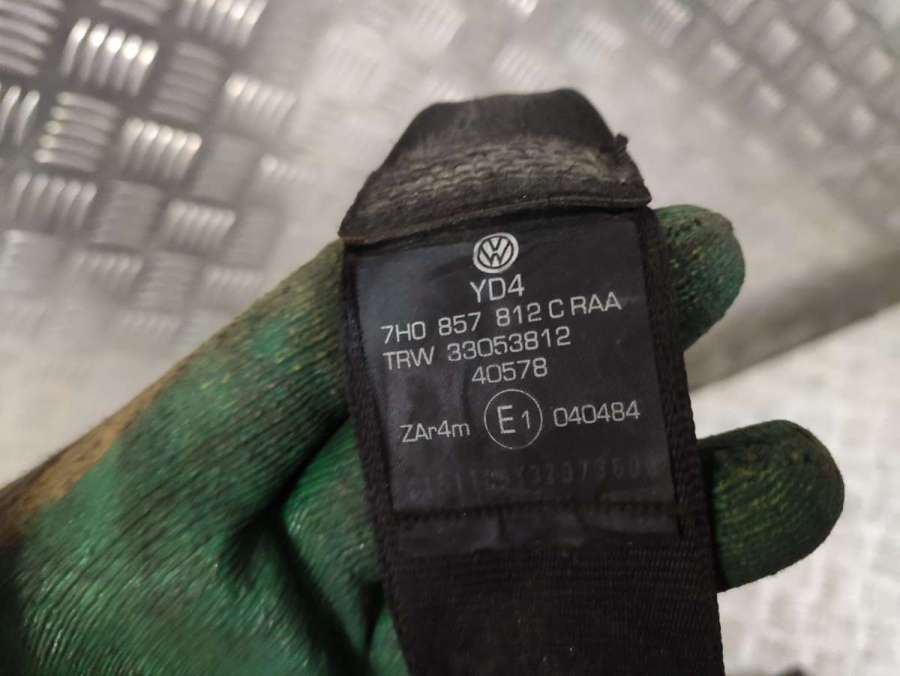 YD4
7H0 857 812 C RAA
TRW 33053812
40578
ZAr4m E1 040484